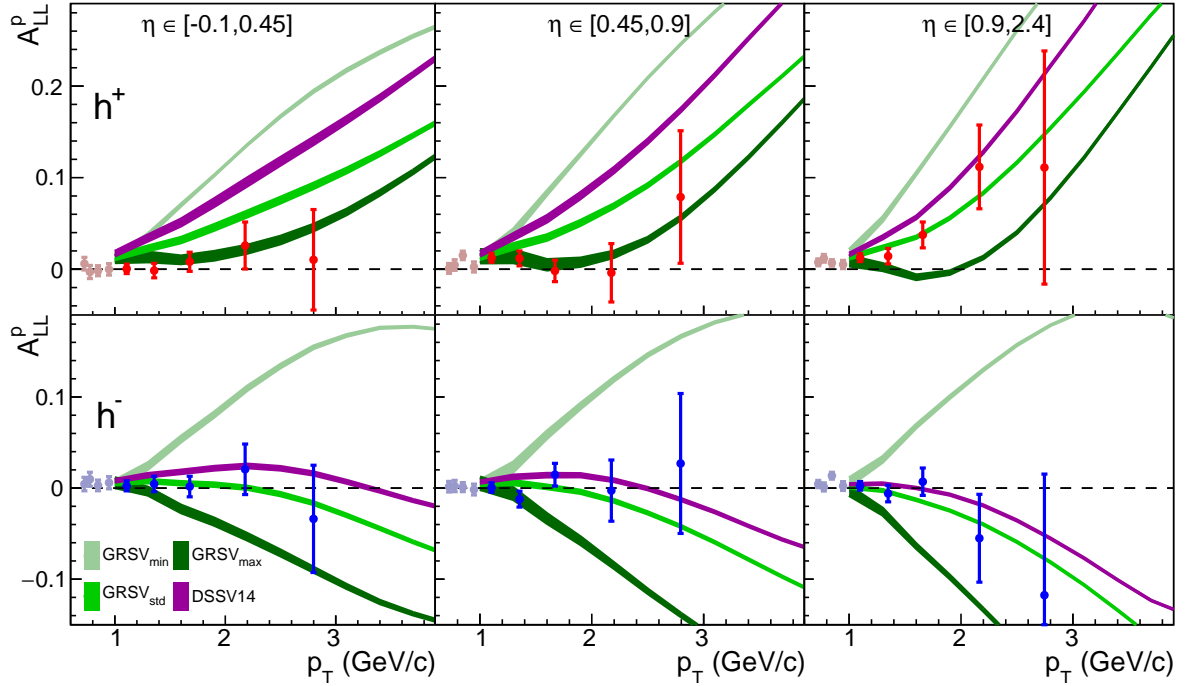 A_LL^p
η ∈ [-0.1,0.45]
η ∈ [0.45,0.9]
η ∈ [0.9,2.4]
0.2
h⁺
0.1
0
A_LL^p
0.1
h⁻
0
GRSV_min
GRSV_max
GRSV_std
DSSV14
−0.1
1 2 3 1 2 3 1 2 3
p_T (GeV/c) p_T (GeV/c) p_T (GeV/c)